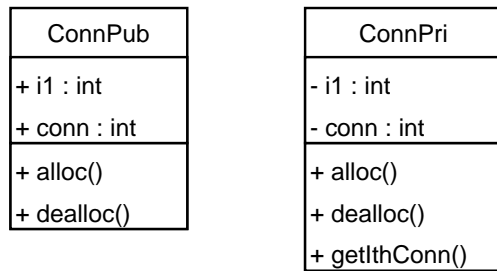 ConnPub
+ i1 : int
+ conn : int
+ alloc()
+ dealloc()
ConnPri
- i1 : int
- conn : int
+ alloc()
+ dealloc()
+ getIthConn()